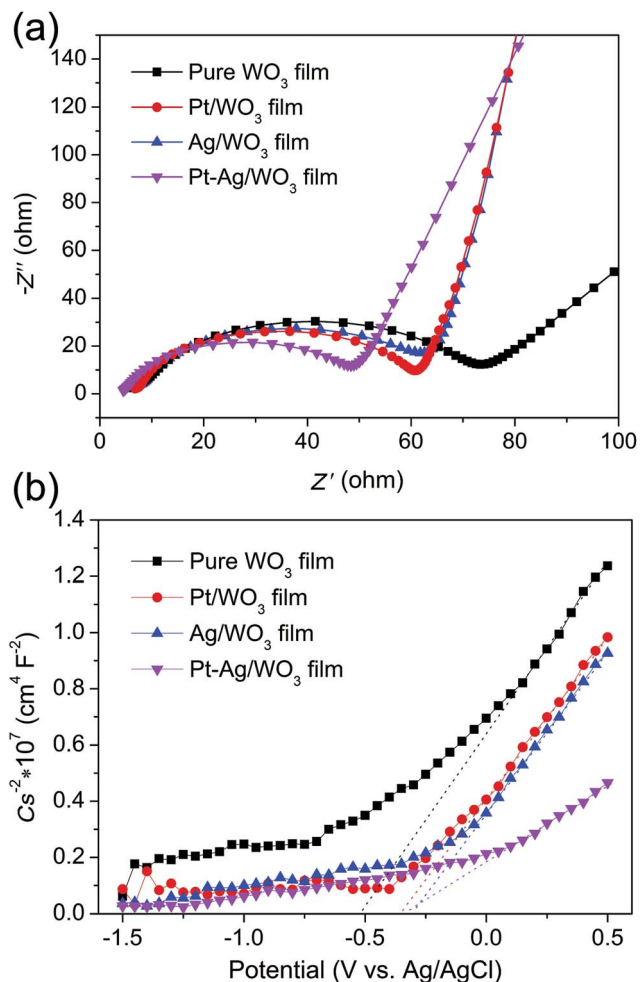 (a)
140
120
100
80
60
40
20
0
-Z″ (ohm)
Pure WO₃ film
Pt/WO₃ film
Ag/WO₃ film
Pt-Ag/WO₃ film
0 20 40 60 80 100
Z′ (ohm)
(b)
1.4
1.2
1.0
0.8
0.6
0.4
0.2
0.0
Cs⁻²*10⁷ (cm⁴ F⁻²)
Pure WO₃ film
Pt/WO₃ film
Ag/WO₃ film
Pt-Ag/WO₃ film
-1.5 -1.0 -0.5 0.0 0.5
Potential (V vs. Ag/AgCl)